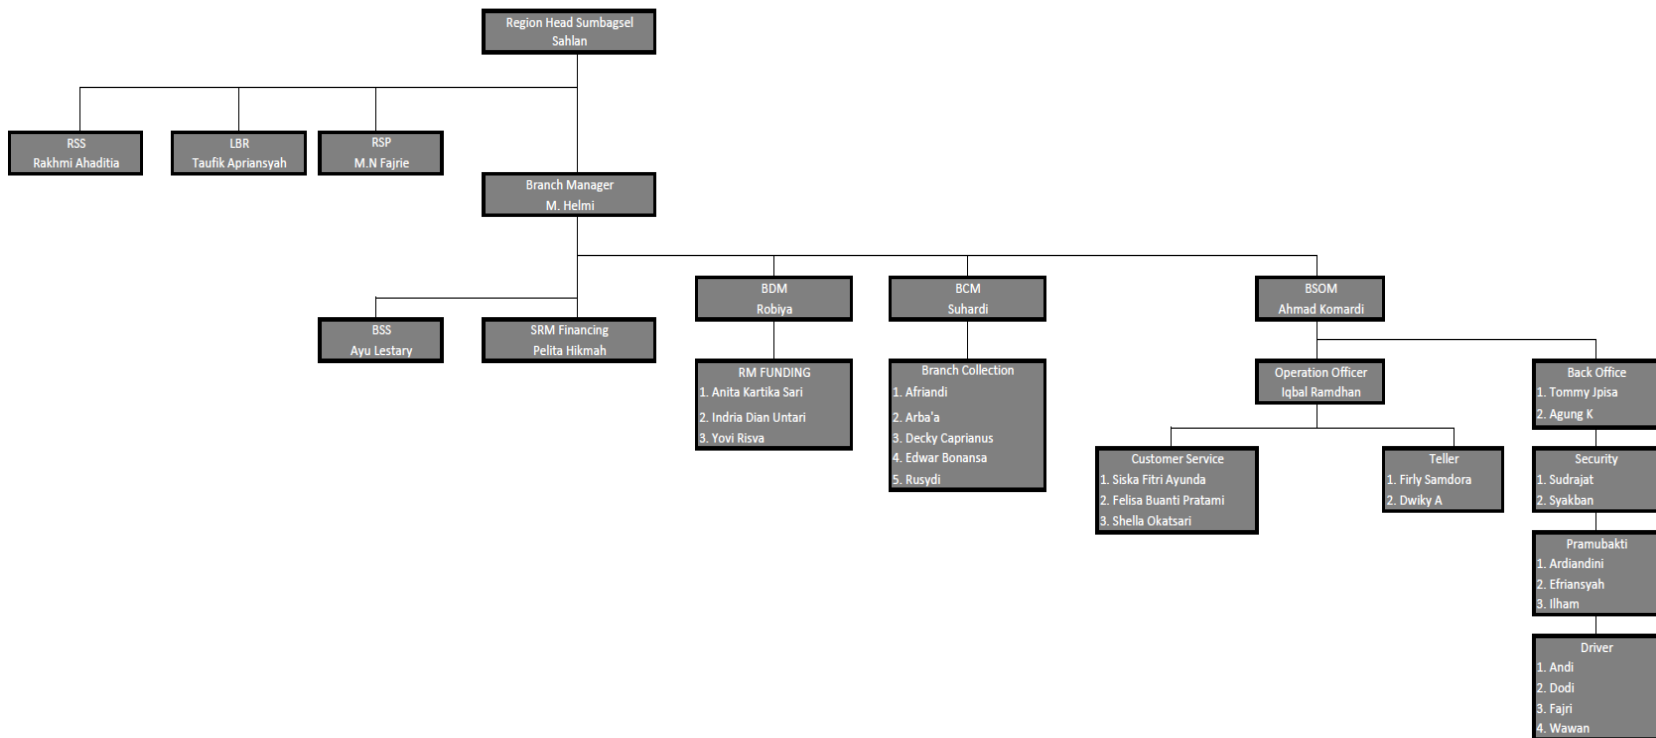 Region Head Sumbagsel
Sahlan
RSS
Rakhmi Ahaditia
LBR
Taufik Apriansyah
RSP
M.N Fajrie
Branch Manager
M. Helmi
BSS
Ayu Lestary
SRM Financing
Pelita Hikmah
BDM
Robiya
RM FUNDING
1. Anita Kartika Sari
2. Indria Dian Untari
3. Yovi Risva
BCM
Suhardi
Branch Collection
1. Afriandi
2. Arba'a
3. Decky Caprianus
4. Edwar Bonansa
5. Rusydi
BSOM
Ahmad Komardi
Operation Officer
Iqbal Ramdhan
Customer Service
1. Siska Fitri Ayunda
2. Felisa Buanti Pratami
3. Shella Okatsari
Teller
1. Firly Samdora
2. Dwiky A
Back Office
1. Tommy Jpisa
2. Agung K
Security
1. Sudrajat
2. Syakban
Pramubakti
1. Ardiandini
2. Efriansyah
3. Ilham
Driver
1. Andi
2. Dodi
3. Fajri
4. Wawan